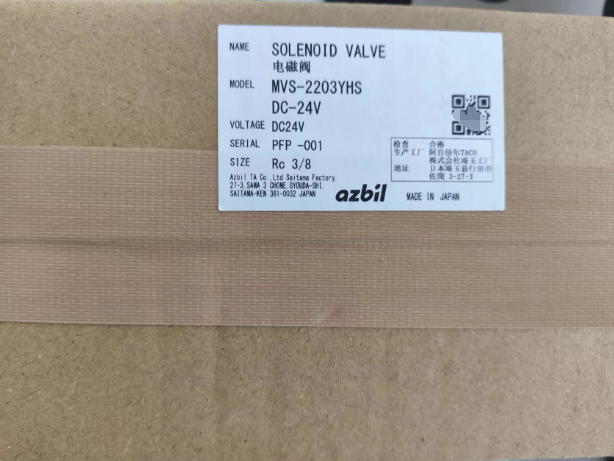 NAME SOLENOID VALVE
电磁阀
MODEL MVS-2203YHS
DC-24V
VOLTAGE DC24V
SERIAL PFP -001
SIZE Rc 3/8
Azbil TA Co.,Ltd Saitama Factory.
27-3,SAWA 3 CHOME GYOUDA-SHI.
SAITAMA-KEN 361-0032 JAPAN
azbil
MADE IN JAPAN
检查 合格
生产工厂 阿自倍尔TACO
株式会社埼玉工厂
地址 日本埼玉县行田市
佐間 3-27-3